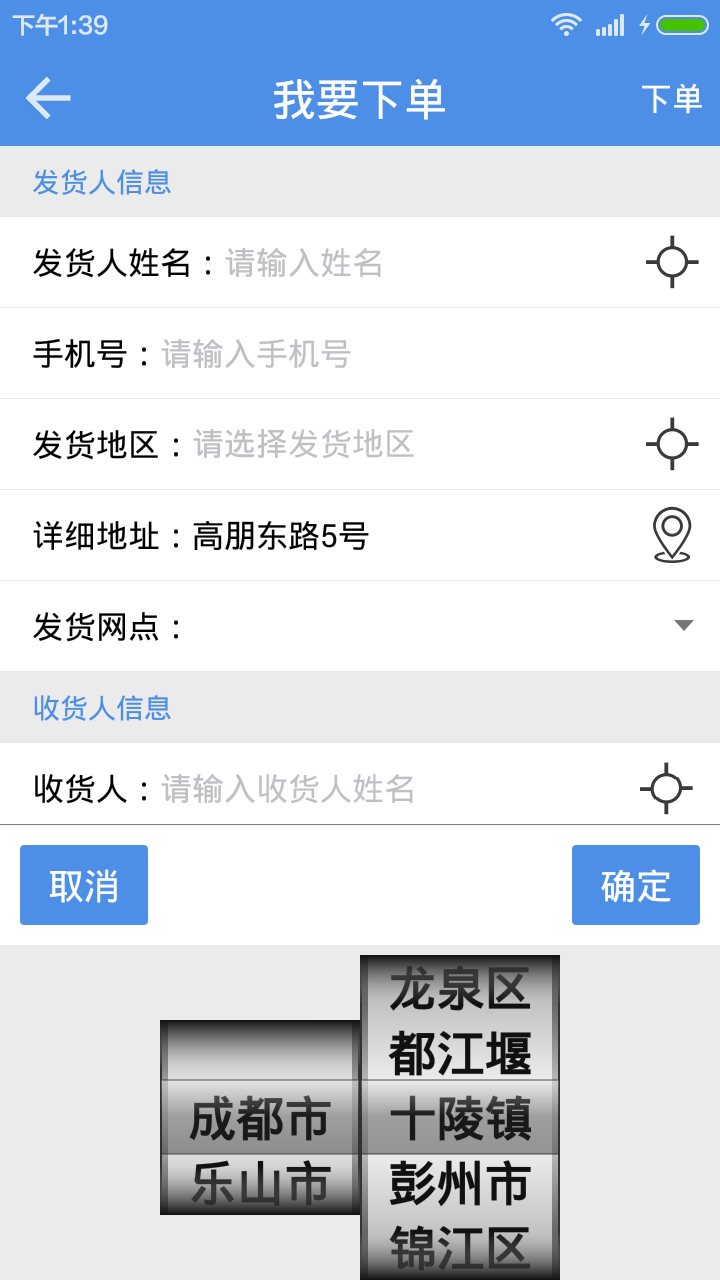 下午1:39
我要下单 下单
发货人信息
发货人姓名：请输入姓名
手机号：请输入手机号
发货地区：请选择发货地区
详细地址：高朋东路5号
发货网点：
收货人信息
收货人：请输入收货人姓名
取消 确定
龙泉区
都江堰
成都市 十陵镇
乐山市 彭州市
锦江区